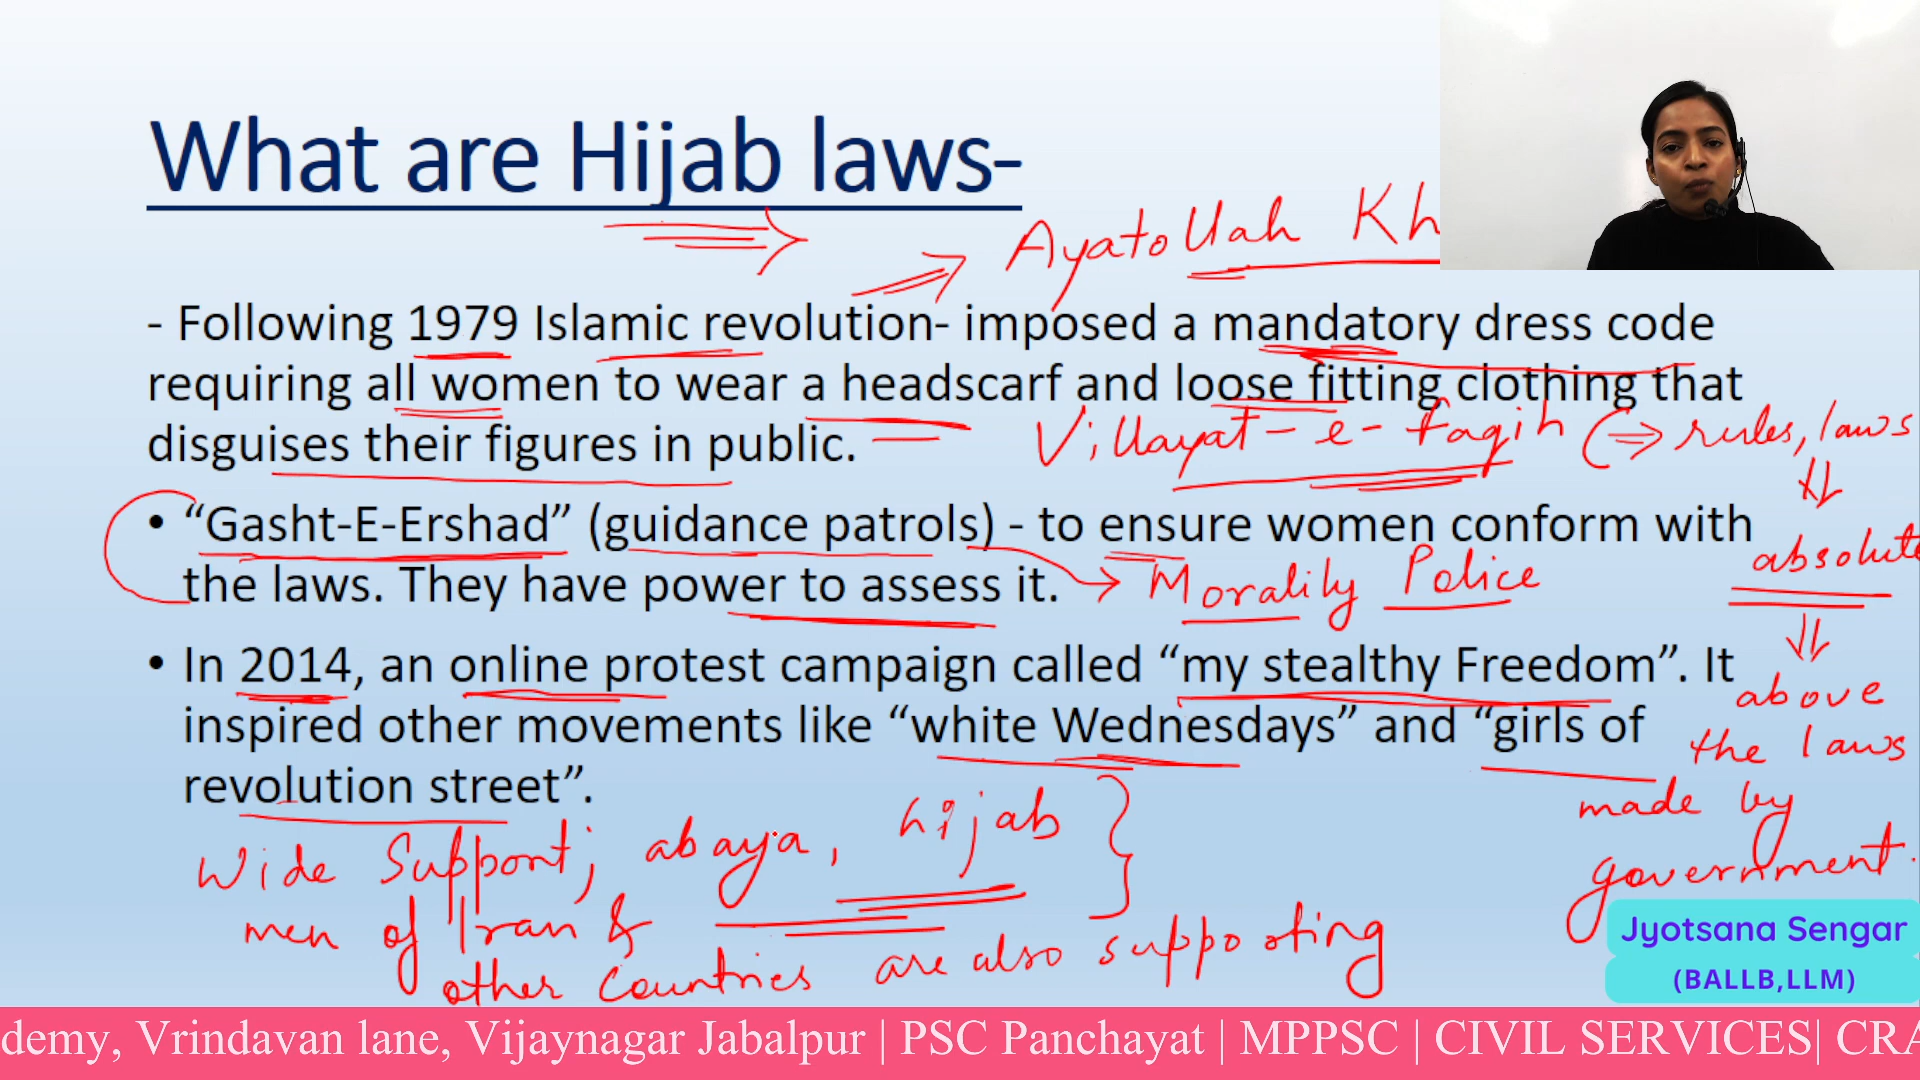 What are Hijab laws-
Ayatollah Kh
- Following 1979 Islamic revolution- imposed a mandatory dress code
requiring all women to wear a headscarf and loose fitting clothing that
disguises their figures in public.
Villayat-e-faqih (⇒ rules, laws
• “Gasht-E-Ershad” (guidance patrols) - to ensure women conform with
the laws. They have power to assess it.
→ Morality Police
absolute
• In 2014, an online protest campaign called “my stealthy Freedom”. It
inspired other movements like “white Wednesdays” and “girls of
revolution street”.
above
the laws
made by
government.
Wide Support; abaya, hijab }
men of Iran &
other countries are also supporting
Jyotsana Sengar
(BALLB,LLM)
demy, Vrindavan lane, Vijaynagar Jabalpur | PSC Panchayat | MPPSC | CIVIL SERVICES| CRA